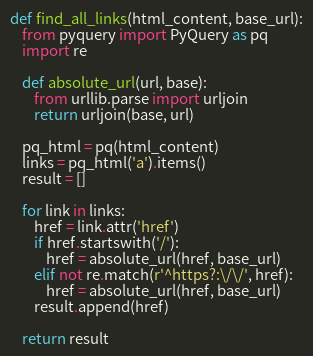 def find_all_links(html_content, base_url):
    from pyquery import PyQuery as pq
    import re

    def absolute_url(url, base):
        from urllib.parse import urljoin
        return urljoin(base, url)

    pq_html = pq(html_content)
    links = pq_html('a').items()
    result = []

    for link in links:
        href = link.attr('href')
        if href.startswith('/'):
            href = absolute_url(href, base_url)
        elif not re.match(r'^https?:\/\/', href):
            href = absolute_url(href, base_url)
        result.append(href)

    return result